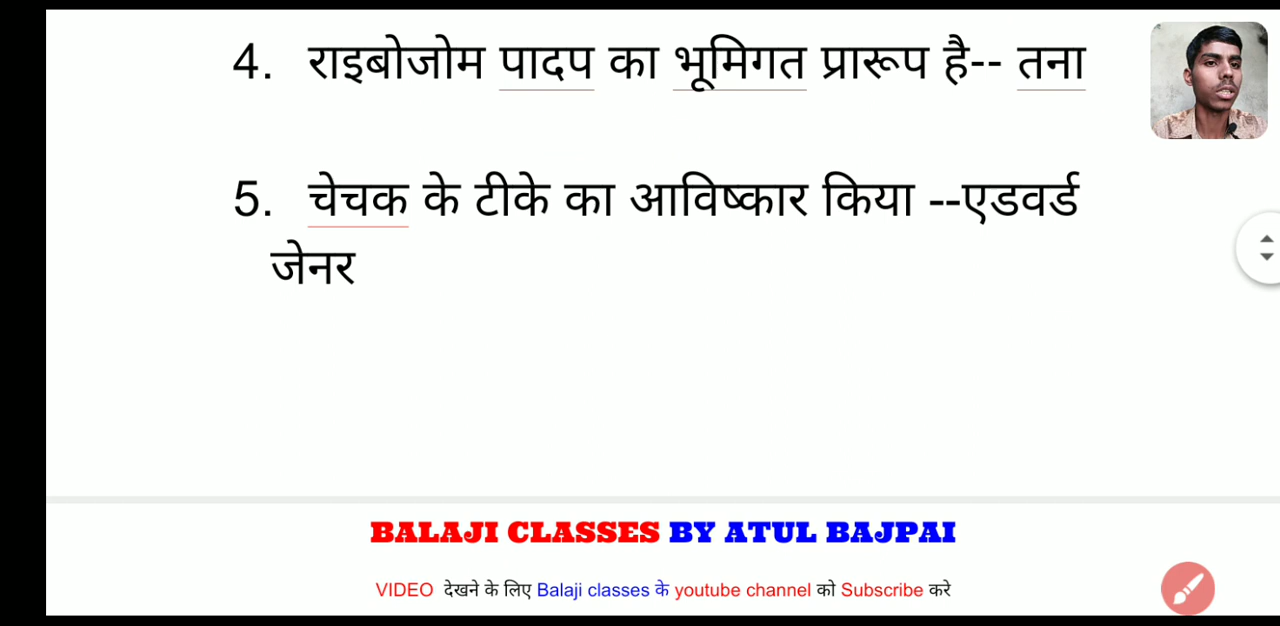 4. राइबोजोम पादप का भूमिगत प्रारूप है-- तना
5. चेचक के टीके का आविष्कार किया --एडवर्ड
जेनर
BALAJI CLASSES BY ATUL BAJPAI
VIDEO देखने के लिए Balaji classes के youtube channel को Subscribe करे